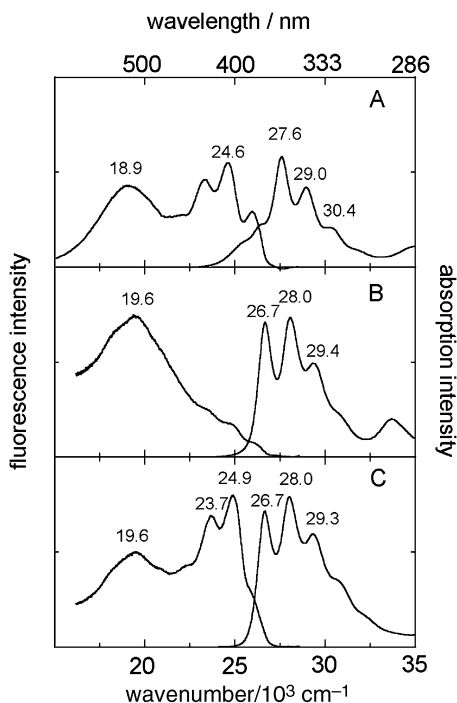 wavelength / nm
500 400 333 286
A
27.6
24.6
18.9 29.0
30.4
B
19.6 28.0
26.7
29.4
fluorescence intensity
absorption intensity
C
24.9
28.0
23.7 26.7
29.3
19.6
20 25 30 35
wavenumber/10³ cm⁻¹